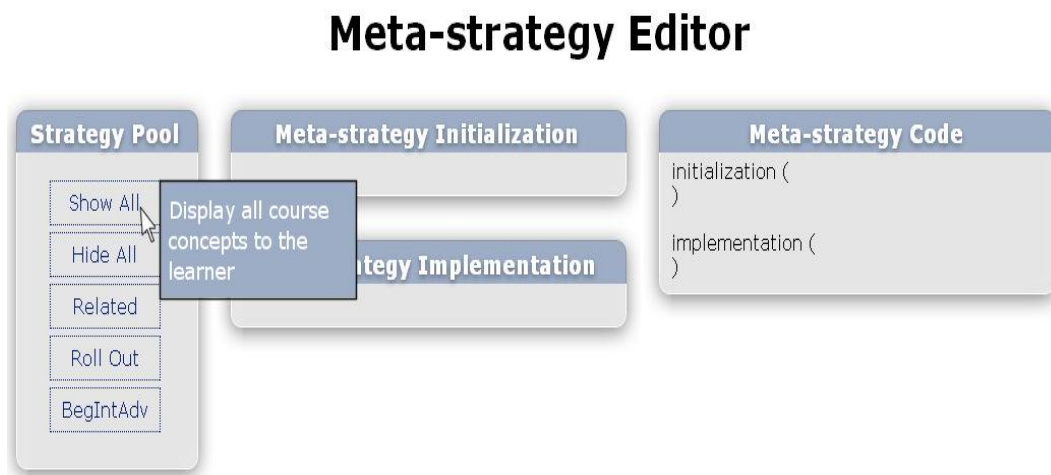 Meta-strategy Editor
Strategy Pool
Show All
Hide All
Related
Roll Out
BegIntAdv
Display all course
concepts to the
learner
Meta-strategy Initialization
tegy Implementation
Meta-strategy Code
initialization (
)
implementation (
)